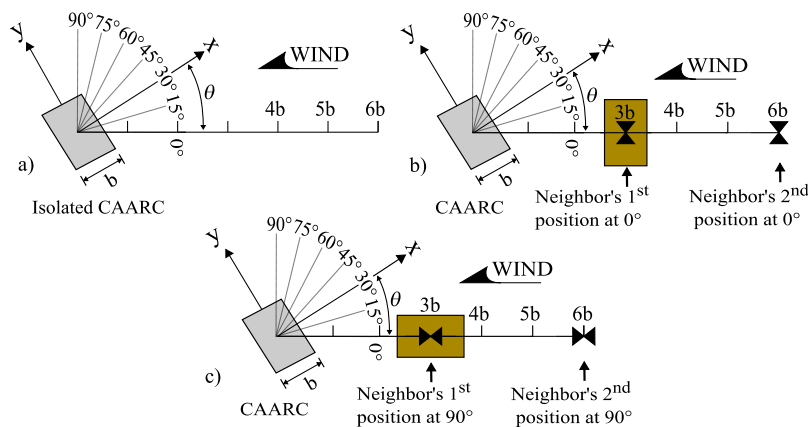 y
90°
75°
60°
45°
30°
15°
0°
x
θ
WIND
4b
5b
6b
b
a)
Isolated CAARC
y
90°
75°
60°
45°
30°
15°
0°
x
θ
WIND
3b
4b
5b
6b
b
b)
CAARC
Neighbor's 1st
position at 0°
Neighbor's 2nd
position at 0°
y
90°
75°
60°
45°
30°
15°
0°
x
θ
WIND
3b
4b
5b
6b
b
c)
CAARC
Neighbor's 1st
position at 90°
Neighbor's 2nd
position at 90°